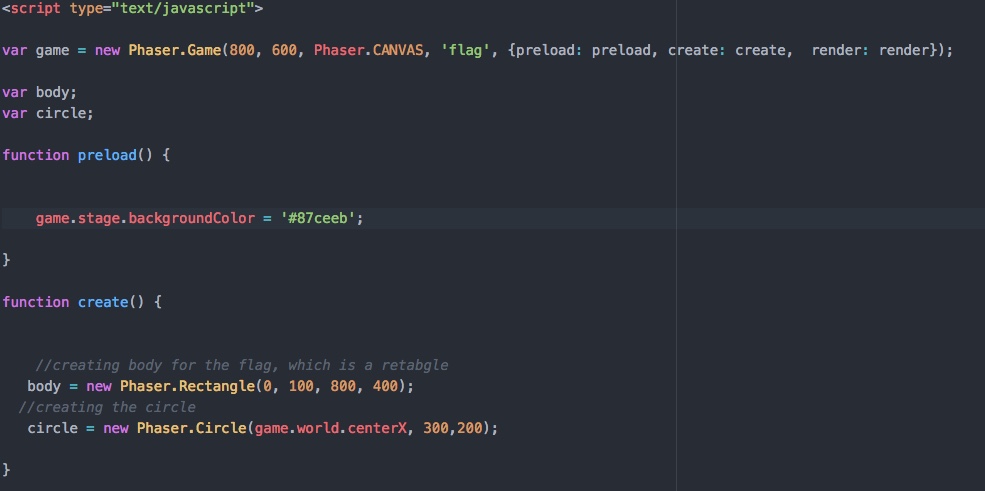 <script type="text/javascript">
var game = new Phaser.Game(800, 600, Phaser.CANVAS, 'flag', {preload: preload, create: create,  render: render});
var body;
var circle;
function preload() {
    game.stage.backgroundColor = '#87ceeb';
}
function create() {
    //creating body for the flag, which is a retabgle
   body = new Phaser.Rectangle(0, 100, 800, 400);
  //creating the circle
   circle = new Phaser.Circle(game.world.centerX, 300,200);
}